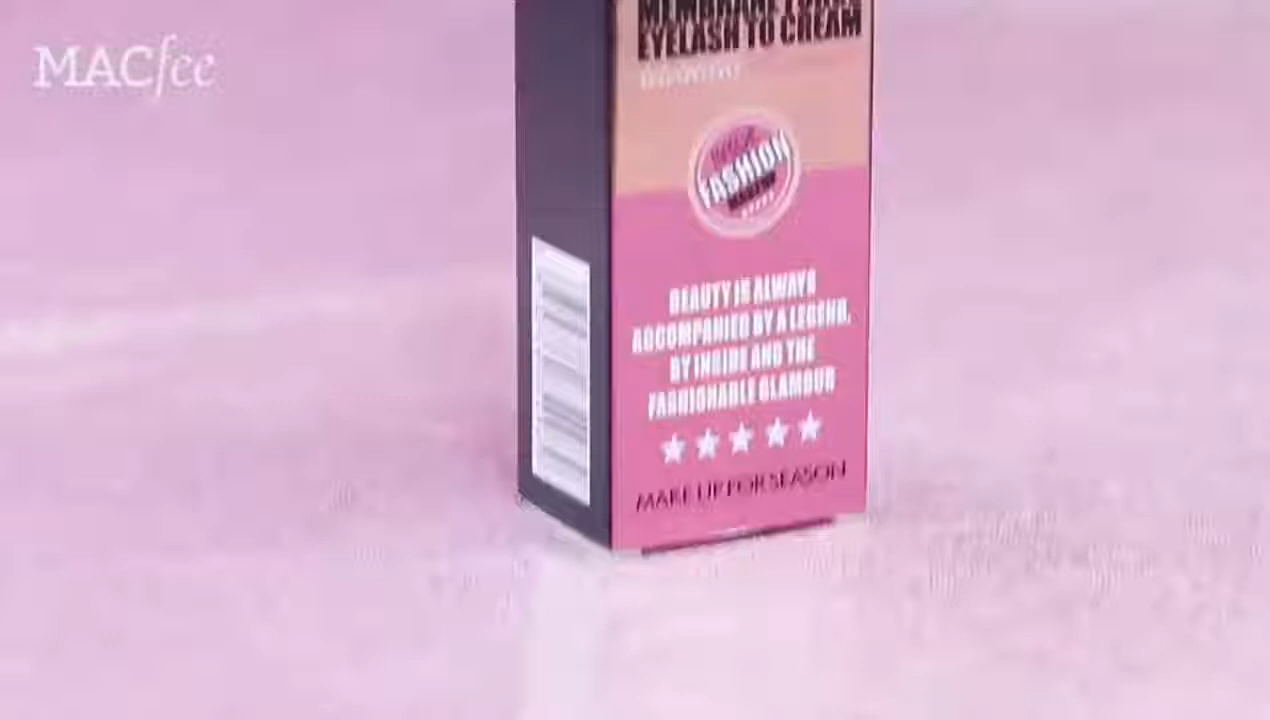 MACfee
EYELASH TO CREAM
FASHION
BEAUTY IS ALWAYS
ACCOMPANIED BY A LEGEND,
BY INSIDE AND THE
FASHIONABLE GLAMOUR
MAKE UP FOR SEASON